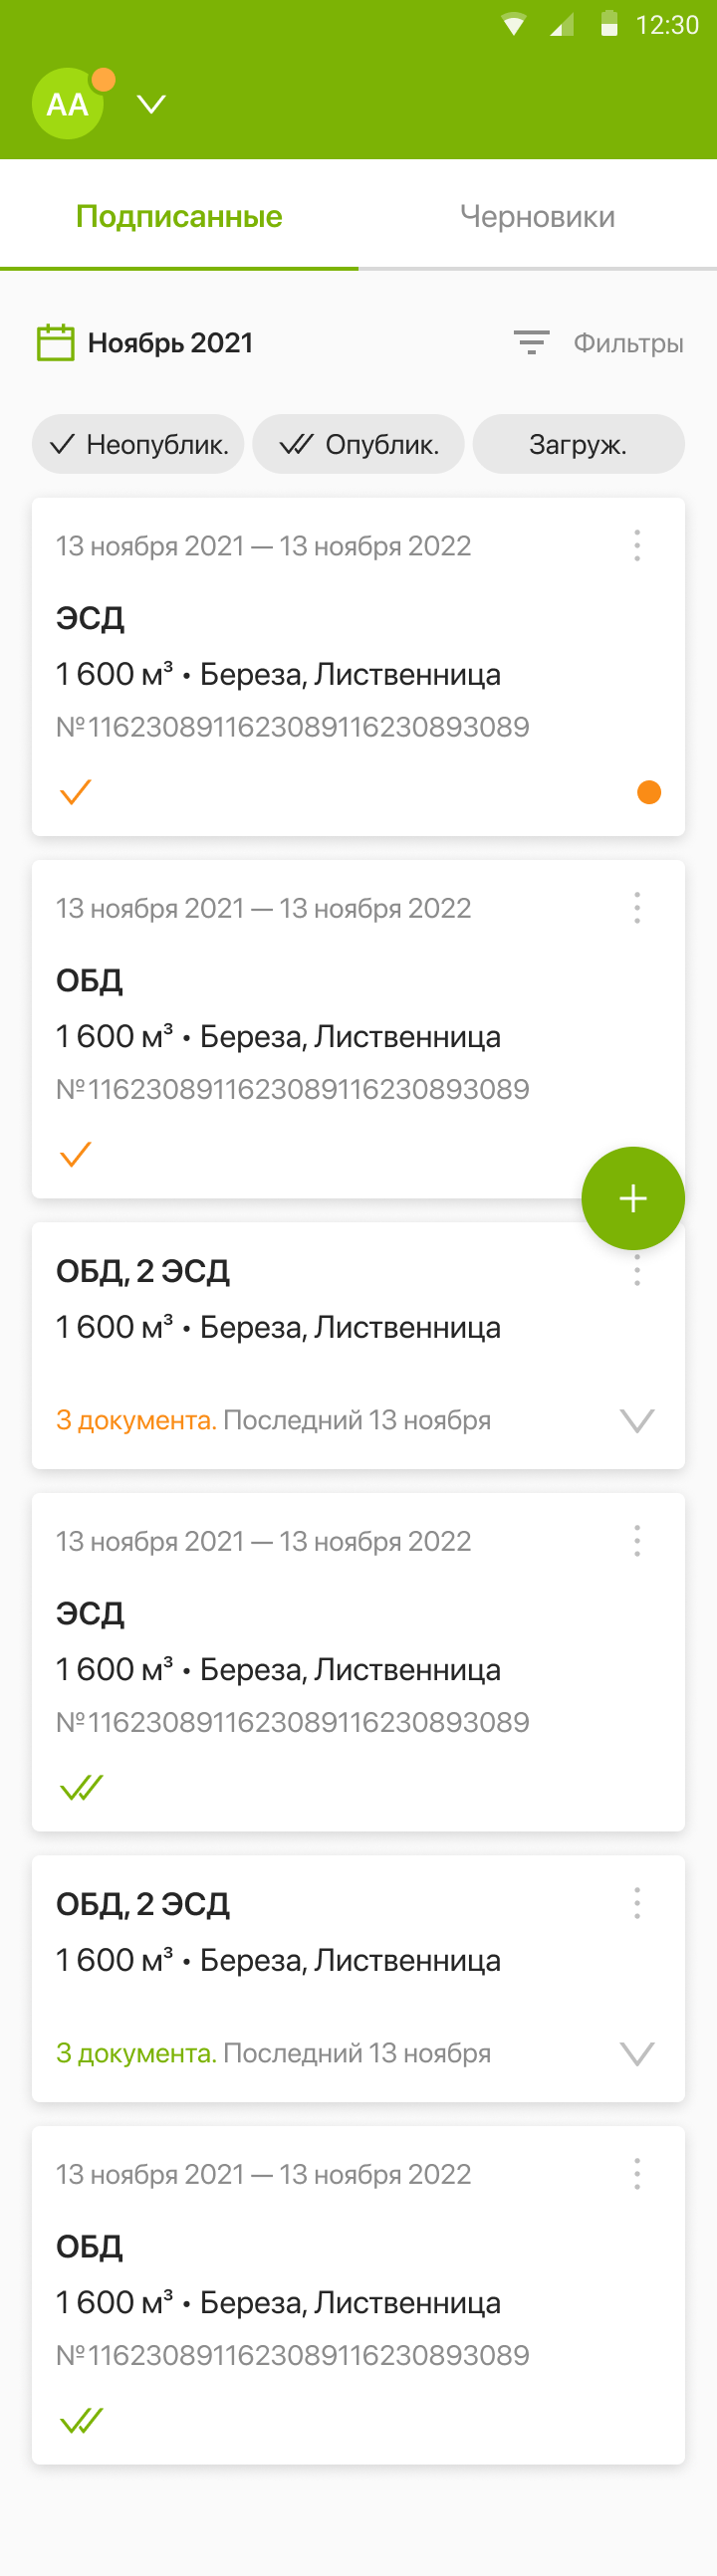 12:30
АА
Подписанные
Черновики
Ноябрь 2021
Фильтры
Неопублик.
Опублик.
Загруж.
13 ноября 2021 — 13 ноября 2022
ЭСД
1 600 м³ • Береза, Лиственница
№1162308911623089116230893089
13 ноября 2021 — 13 ноября 2022
ОБД
1 600 м³ • Береза, Лиственница
№1162308911623089116230893089
ОБД, 2 ЭСД
1 600 м³ • Береза, Лиственница
3 документа. Последний 13 ноября
13 ноября 2021 — 13 ноября 2022
ЭСД
1 600 м³ • Береза, Лиственница
№1162308911623089116230893089
ОБД, 2 ЭСД
1 600 м³ • Береза, Лиственница
3 документа. Последний 13 ноября
13 ноября 2021 — 13 ноября 2022
ОБД
1 600 м³ • Береза, Лиственница
№1162308911623089116230893089